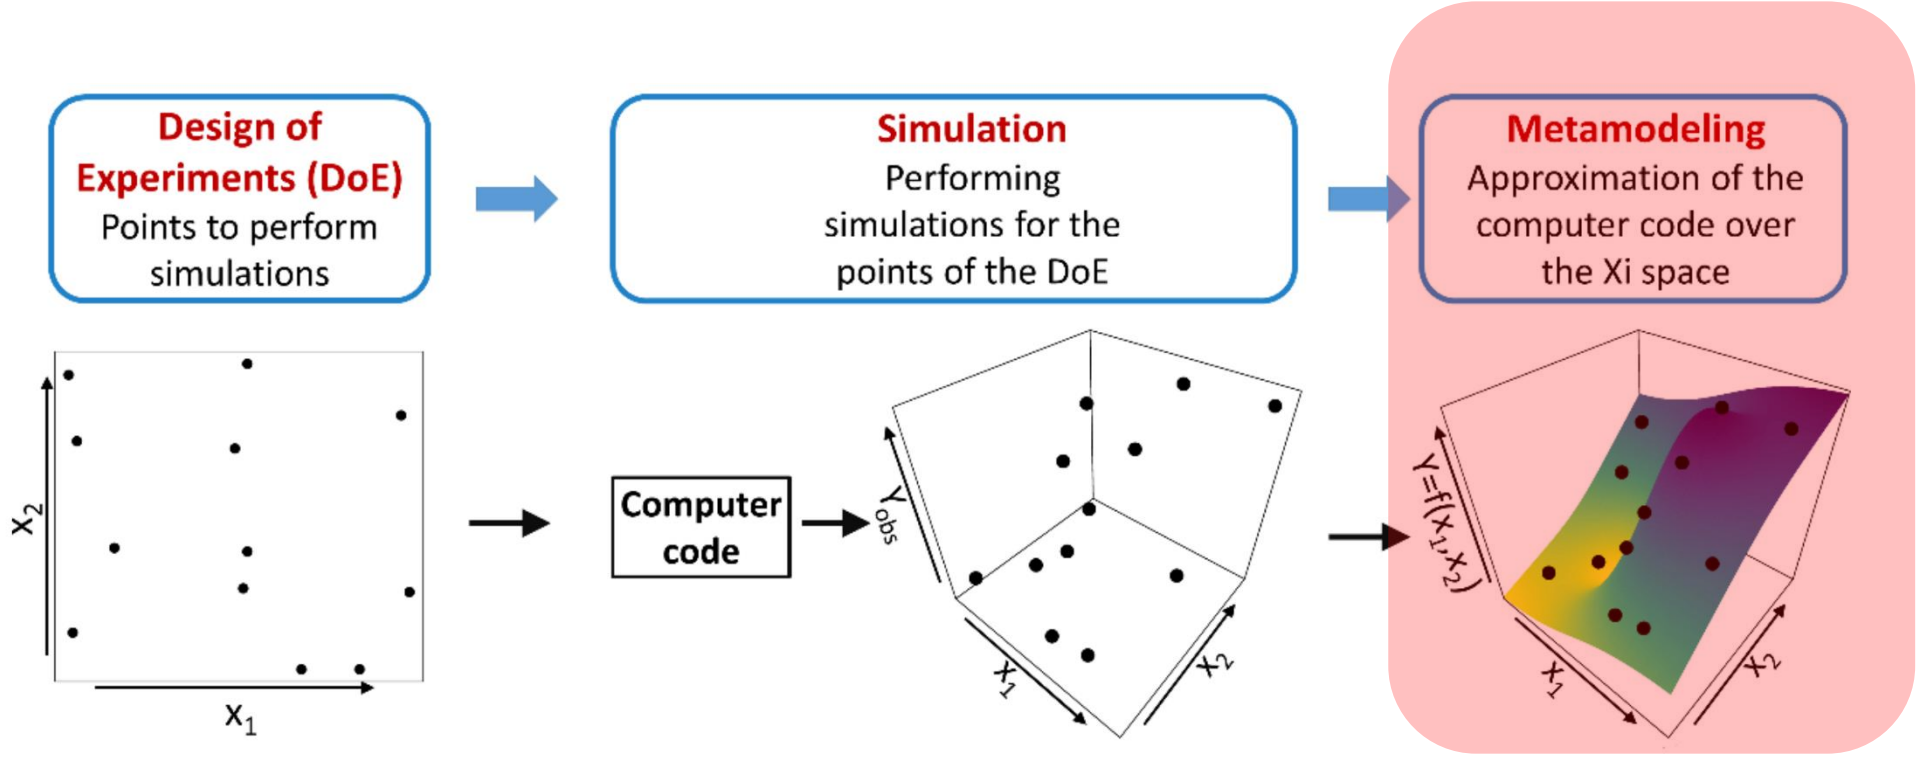 Design of
Experiments (DoE)
Points to perform
simulations
Simulation
Performing
simulations for the
points of the DoE
Metamodeling
Approximation of the
computer code over
the Xi space
X2
X1
Computer
code
Yobs
X1
X2
Y=f(x1,x2)
X1
X2